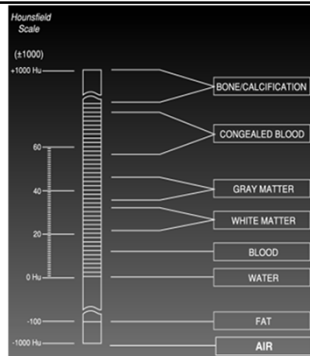 Hounsfield
Scale
(±1000)
+1000 Hu
BONE/CALCIFICATION
CONGEALED BLOOD
60
40
GRAY MATTER
WHITE MATTER
20
BLOOD
0 Hu
WATER
-100
FAT
-1000 Hu
AIR